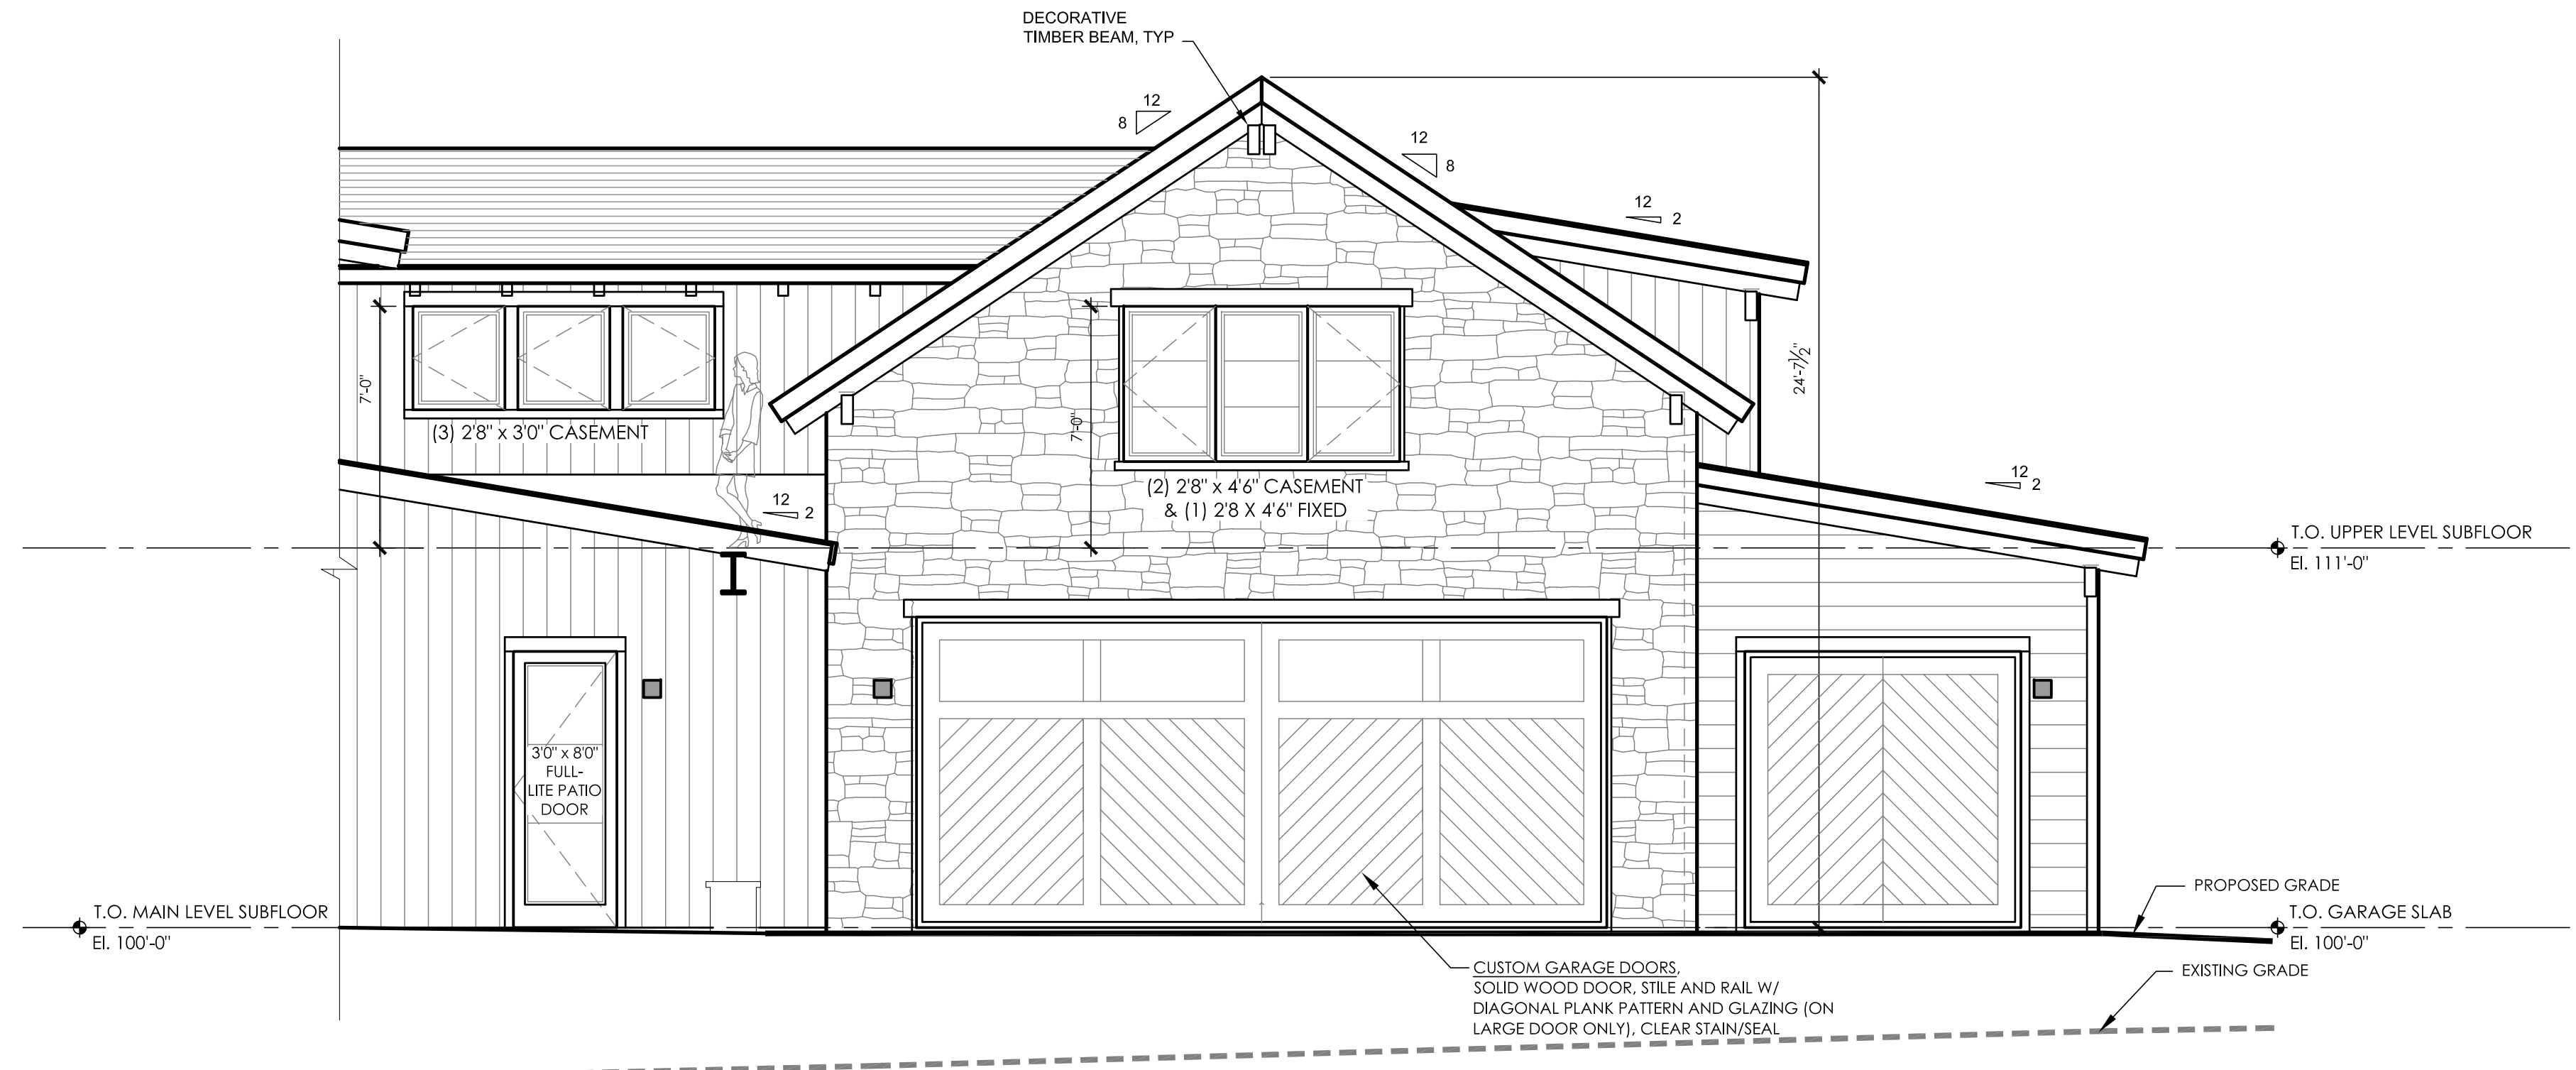 DECORATIVE
TIMBER BEAM, TYP
12
8
12
8
12
2
7'-0"
(3) 2'8" x 3'0" CASEMENT
7'-0"
24'-7½"
(2) 2'8" x 4'6" CASEMENT
& (1) 2'8 X 4'6" FIXED
12
2
12
2
T.O. UPPER LEVEL SUBFLOOR
El. 111'-0"
3'0" x 8'0"
FULL-
LITE PATIO
DOOR
T.O. MAIN LEVEL SUBFLOOR
El. 100'-0"
PROPOSED GRADE
T.O. GARAGE SLAB
El. 100'-0"
EXISTING GRADE
CUSTOM GARAGE DOORS,
SOLID WOOD DOOR, STILE AND RAIL W/
DIAGONAL PLANK PATTERN AND GLAZING (ON
LARGE DOOR ONLY), CLEAR STAIN/SEAL